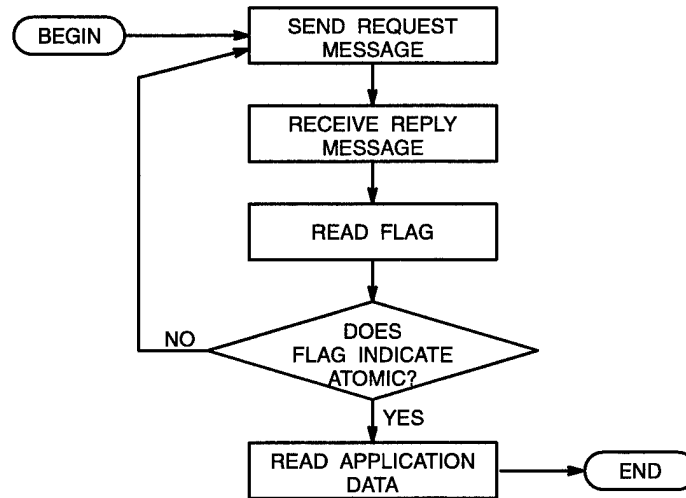 BEGIN
SEND REQUEST
MESSAGE
RECEIVE REPLY
MESSAGE
READ FLAG
DOES
FLAG INDICATE
ATOMIC?
NO
YES
READ APPLICATION
DATA
END